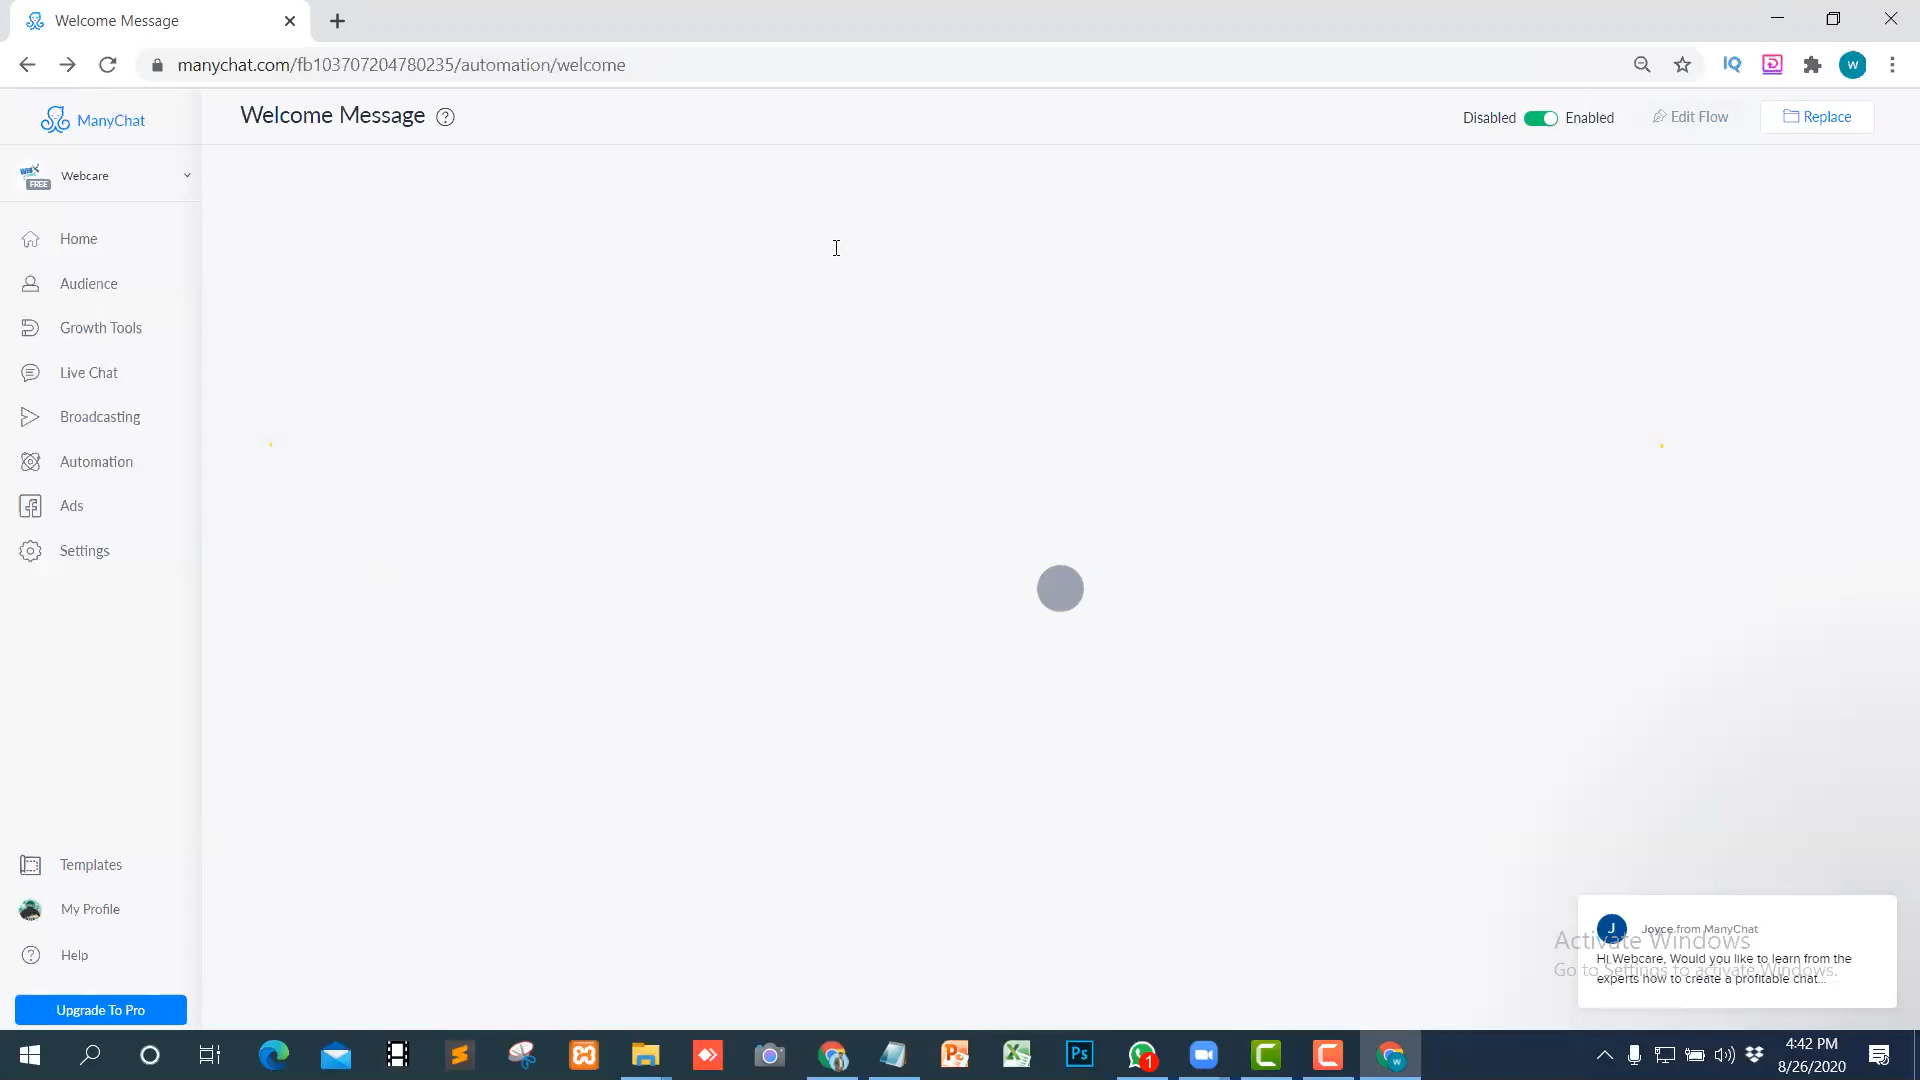 Welcome Message
manychat.com/fb103707204780235/automation/welcome
IQ
W
ManyChat
Welcome Message ?
Disabled Enabled
Edit Flow
Replace
FREE
Webcare
Home
Audience
Growth Tools
Live Chat
Broadcasting
Automation
Ads
Settings
Templates
My Profile
Help
Upgrade To Pro
J
Joyce from ManyChat
Hi Webcare, Would you like to learn from the
experts how to create a profitable chat...
Activate Windows
Go to Settings to activate Windows.
Ps
1
4:42 PM
8/26/2020